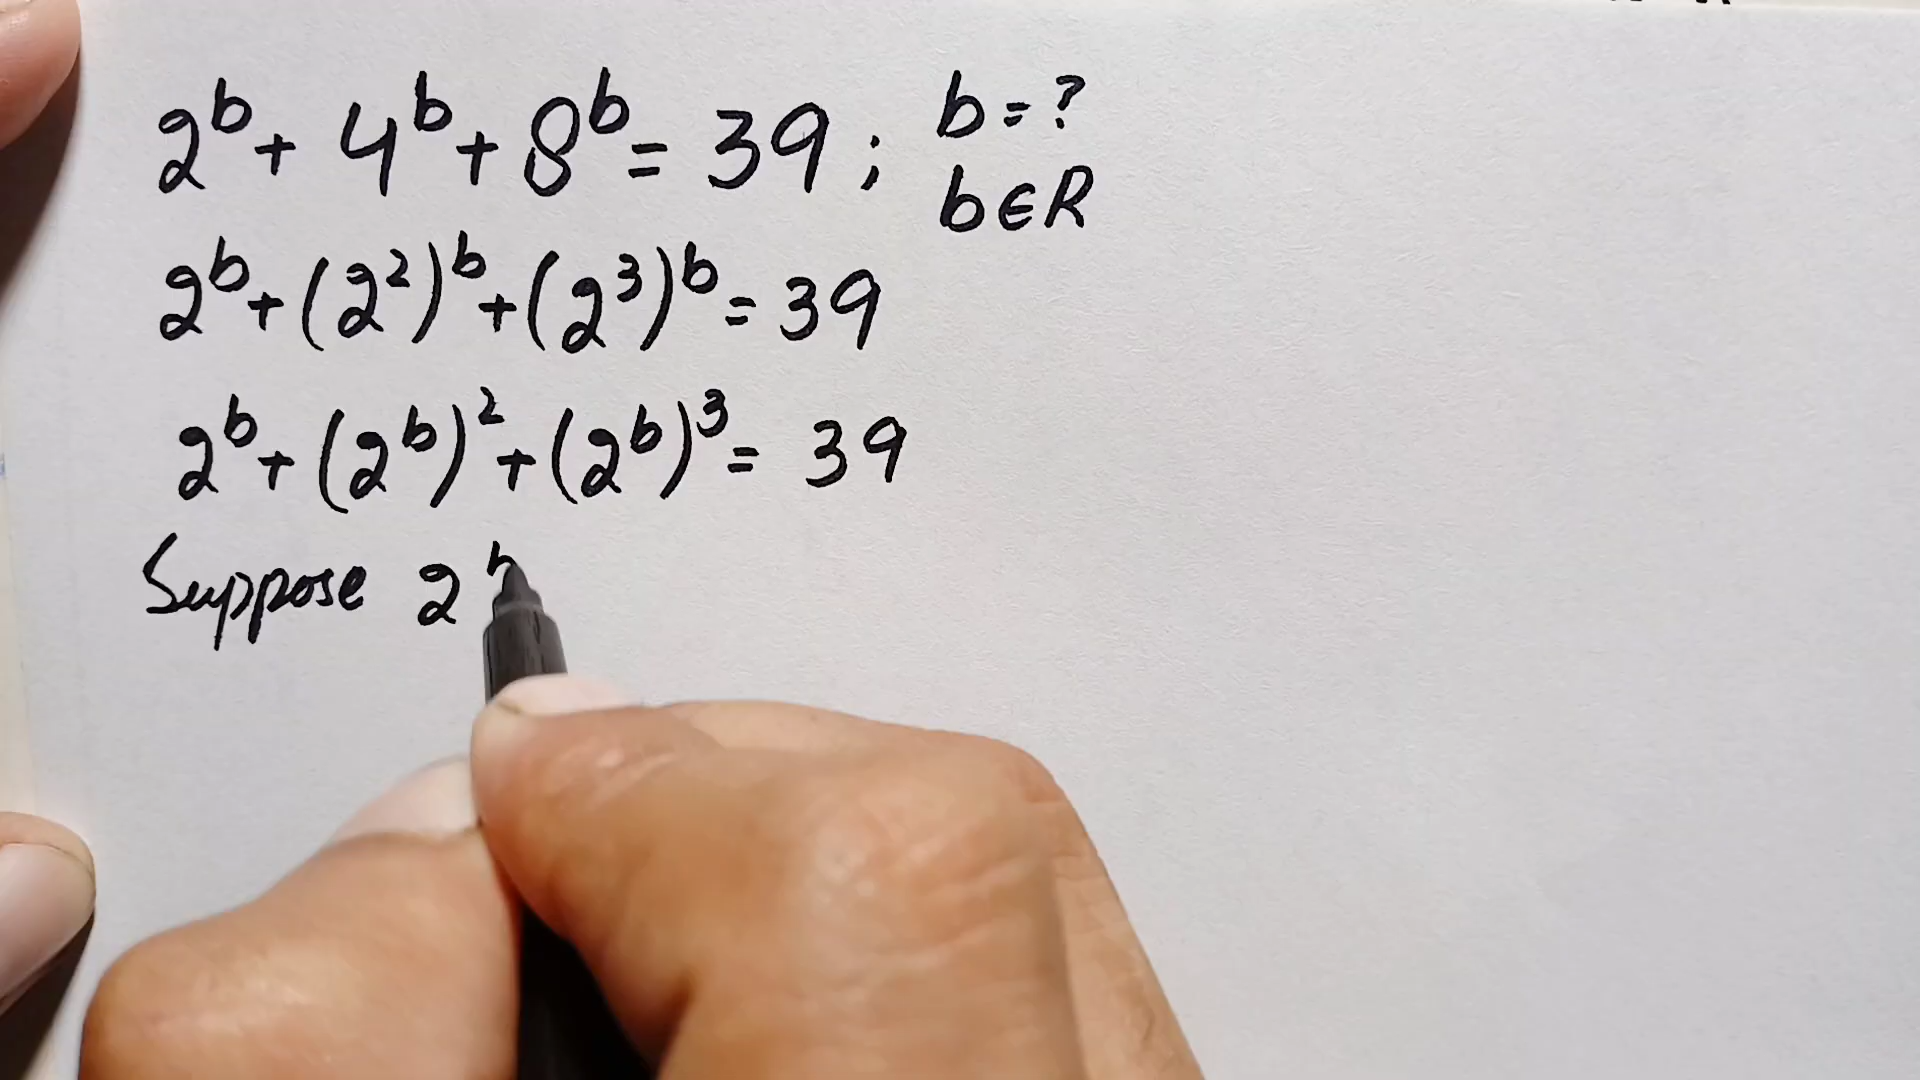 2^b + 4^b + 8^b = 39 ; b = ?
b ∈ R
2^b + (2^2)^b + (2^3)^b = 39
2^b + (2^b)^2 + (2^b)^3 = 39
Suppose 2